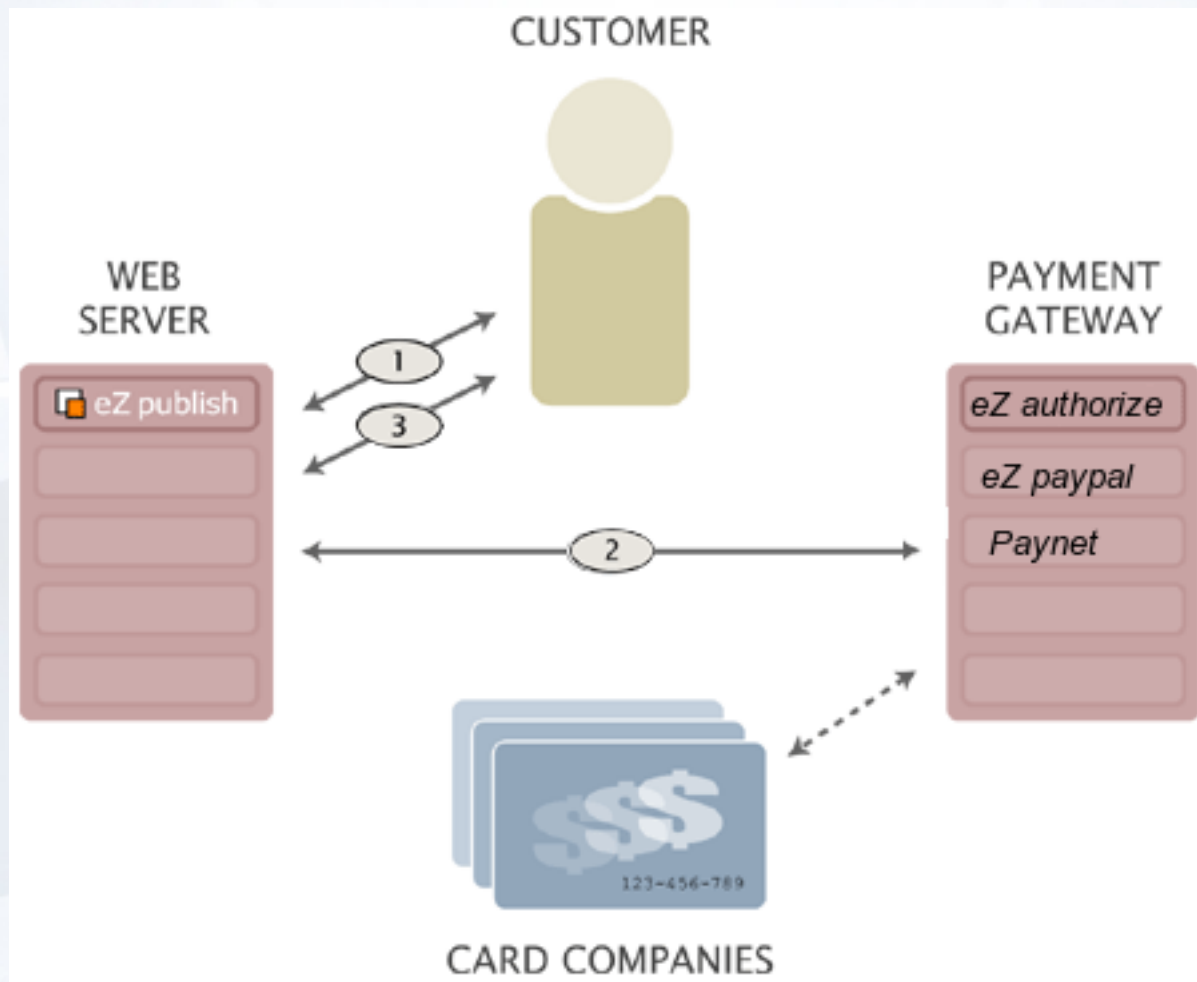 CUSTOMER
WEB
SERVER
PAYMENT
GATEWAY
eZ publish
1
3
2
eZ authorize
eZ paypal
Paynet
$$$
123-456-789
CARD COMPANIES